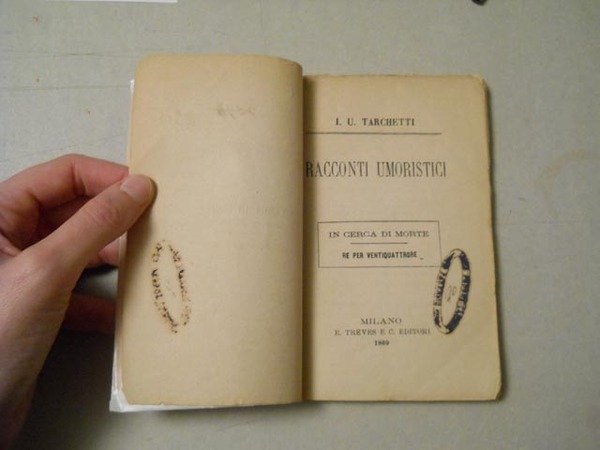 I. U. TARCHETTI
RACCONTI UMORISTICI
IN CERCA DI MORTE
RE PER VENTIQUATTRORE
MILANO
E. TREVES E C. EDITORI
1869